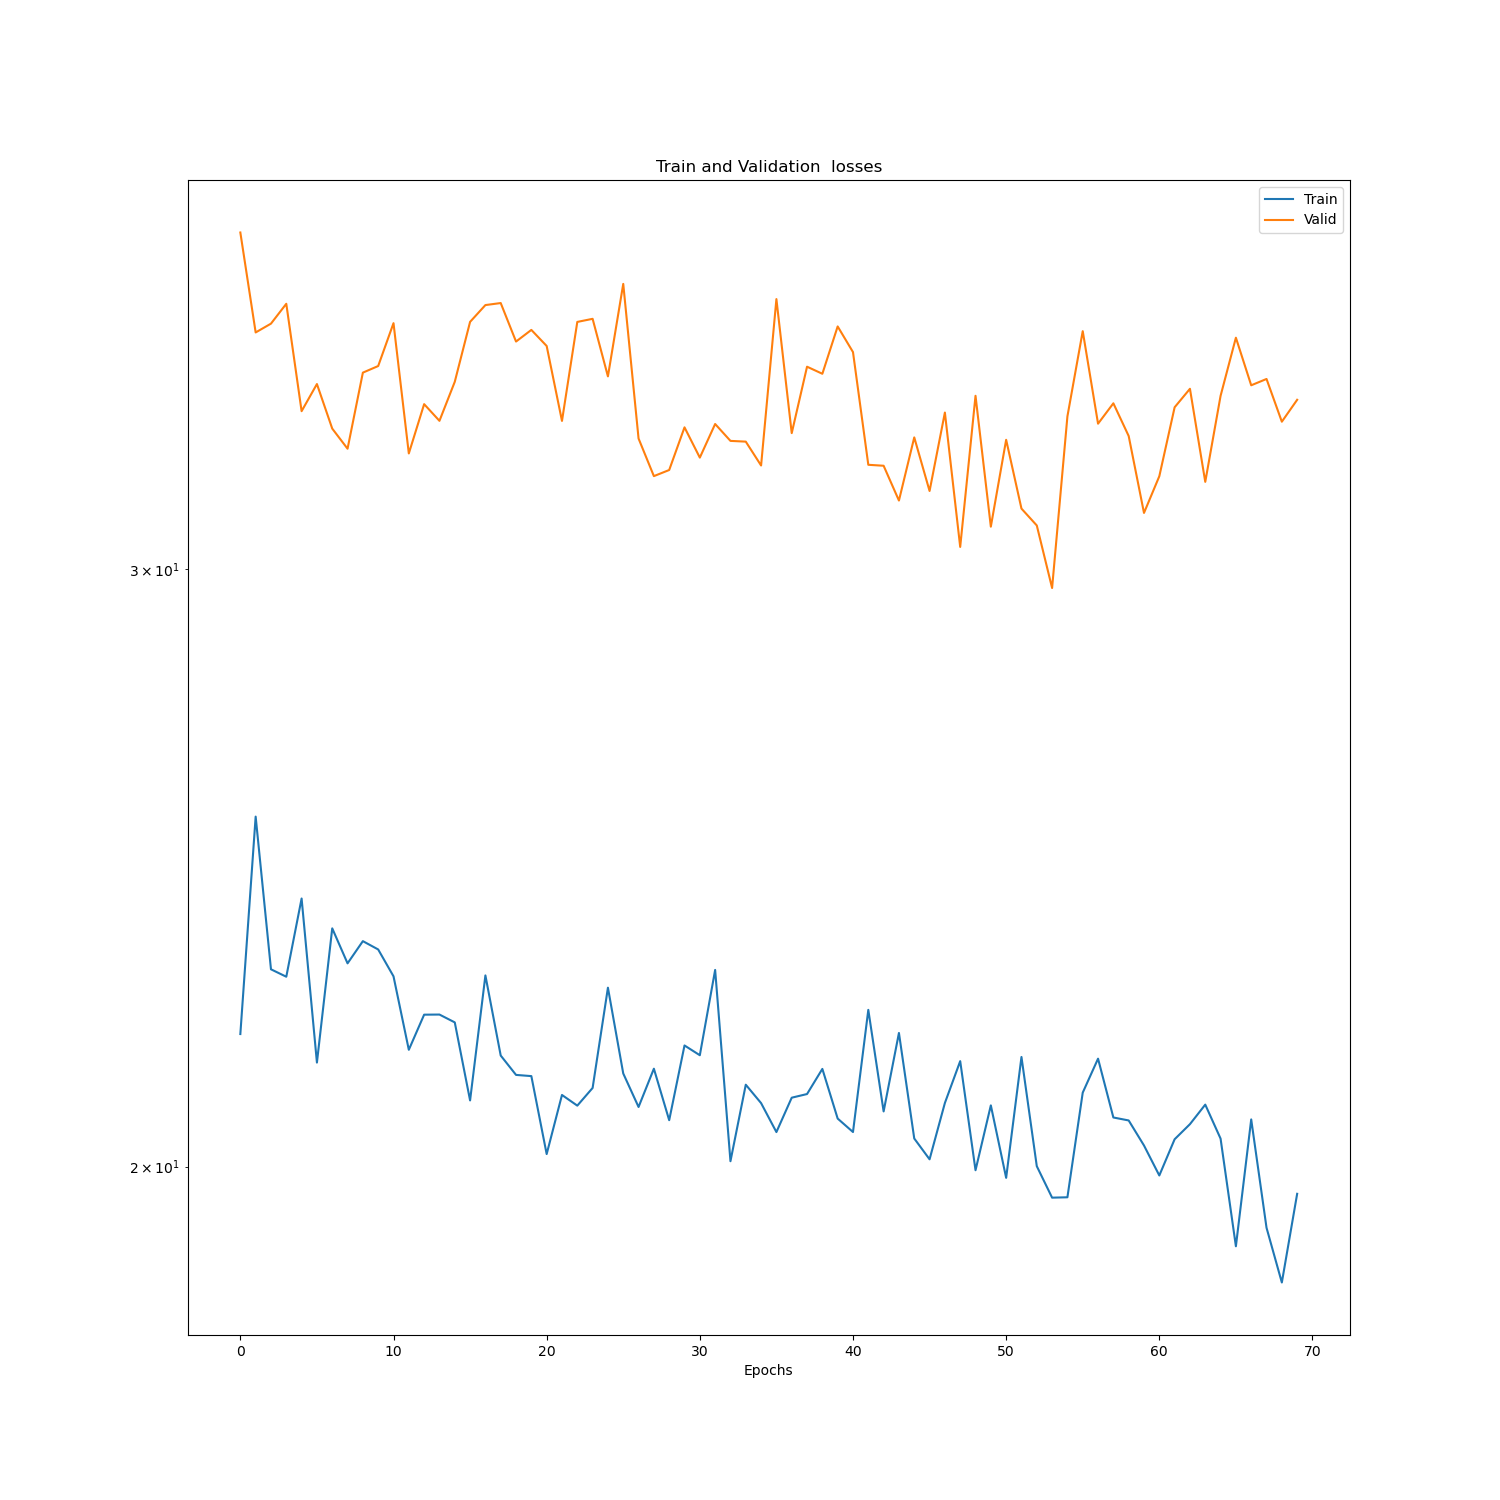 Train and Validation  losses
Train
Valid
3 × 10¹
2 × 10¹
0 10 20 30 40 50 60 70
Epochs